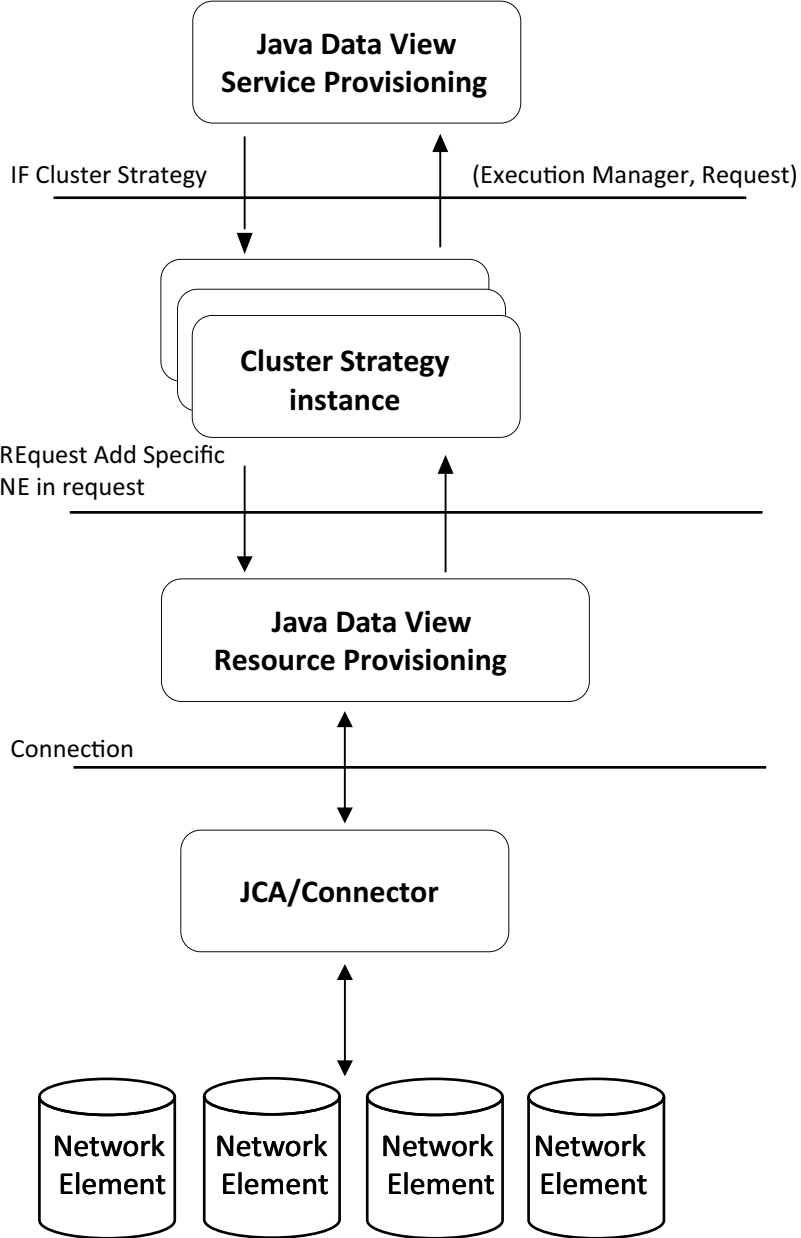 Java Data View
Service Provisioning
IF Cluster Strategy
(Execution Manager, Request)
Cluster Strategy
instance
REquest Add Specific
NE in request
Java Data View
Resource Provisioning
Connection
JCA/Connector
Network
Element
Network
Element
Network
Element
Network
Element